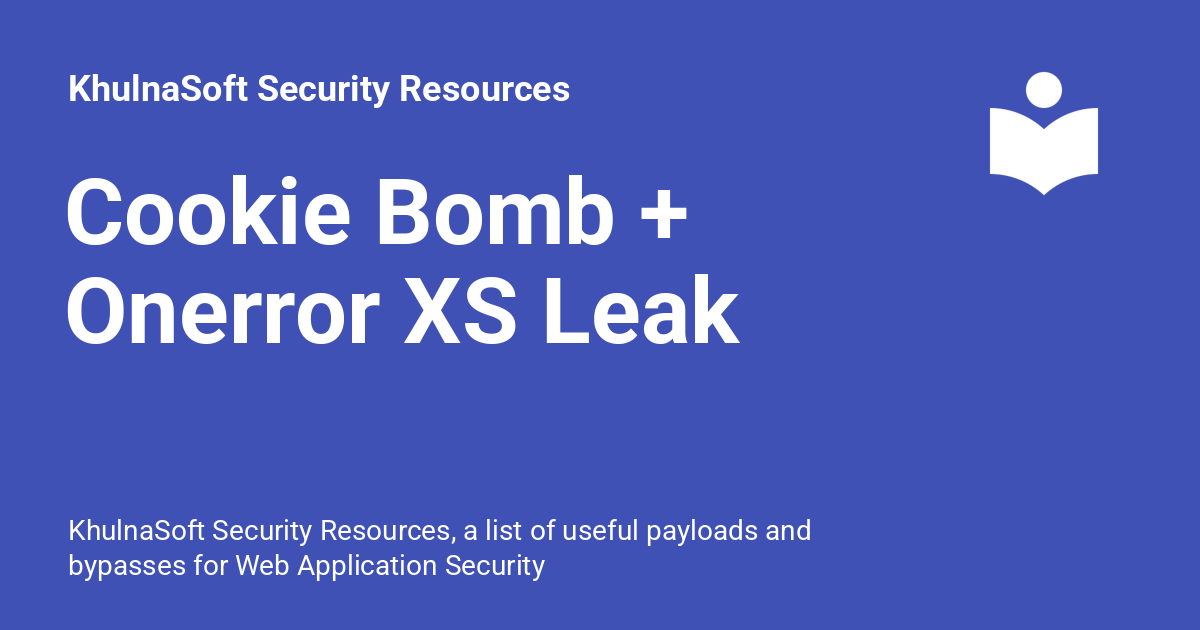 KhulnaSoft Security Resources
Cookie Bomb +
Onerror XS Leak
KhulnaSoft Security Resources, a list of useful payloads and
bypasses for Web Application Security